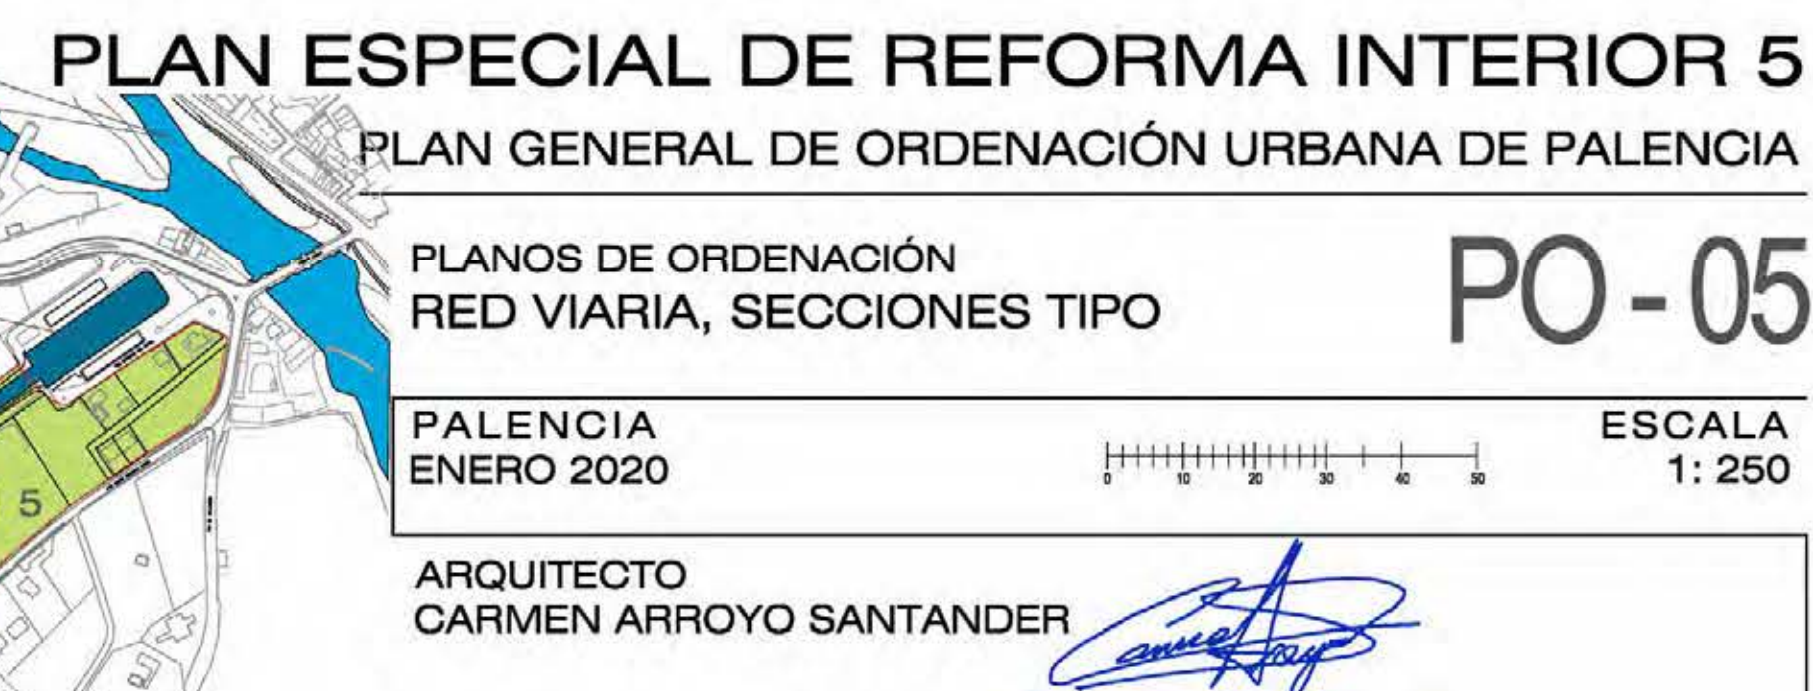 PLAN ESPECIAL DE REFORMA INTERIOR 5
PLAN GENERAL DE ORDENACIÓN URBANA DE PALENCIA
PLANOS DE ORDENACIÓN
RED VIARIA, SECCIONES TIPO
PO - 05
PALENCIA
ENERO 2020
0 10 20 30 40 50
ESCALA
1: 250
5
ARQUITECTO
CARMEN ARROYO SANTANDER